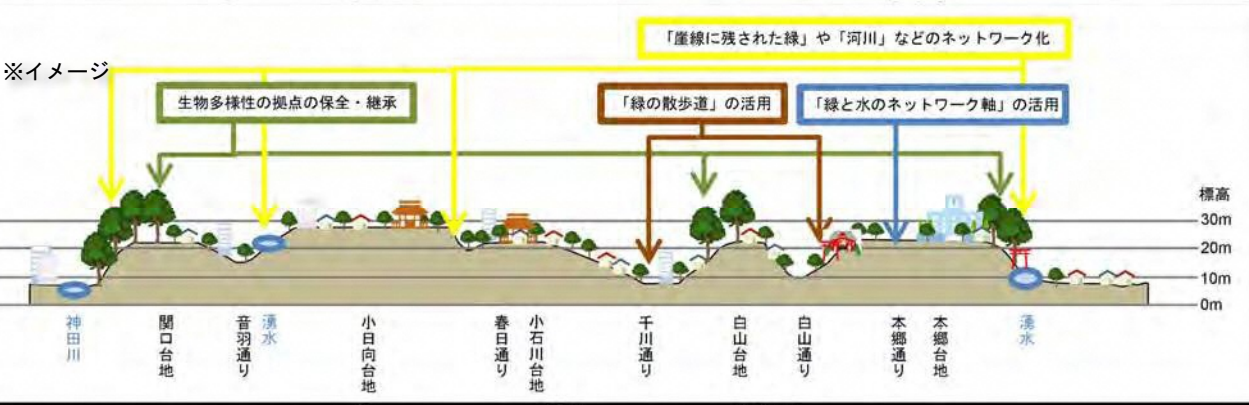 「崖線に残された緑」や「河川」などのネットワーク化
※イメージ
生物多様性の拠点の保全・継承
「緑の散歩道」の活用
「緑と水のネットワーク軸」の活用
標高
30m
20m
10m
0m
神田川
関口台地
音羽通り
湧水
小日向台地
春日通り
小石川台地
千川通り
白山台地
白山通り
本郷通り
本郷台地
湧水